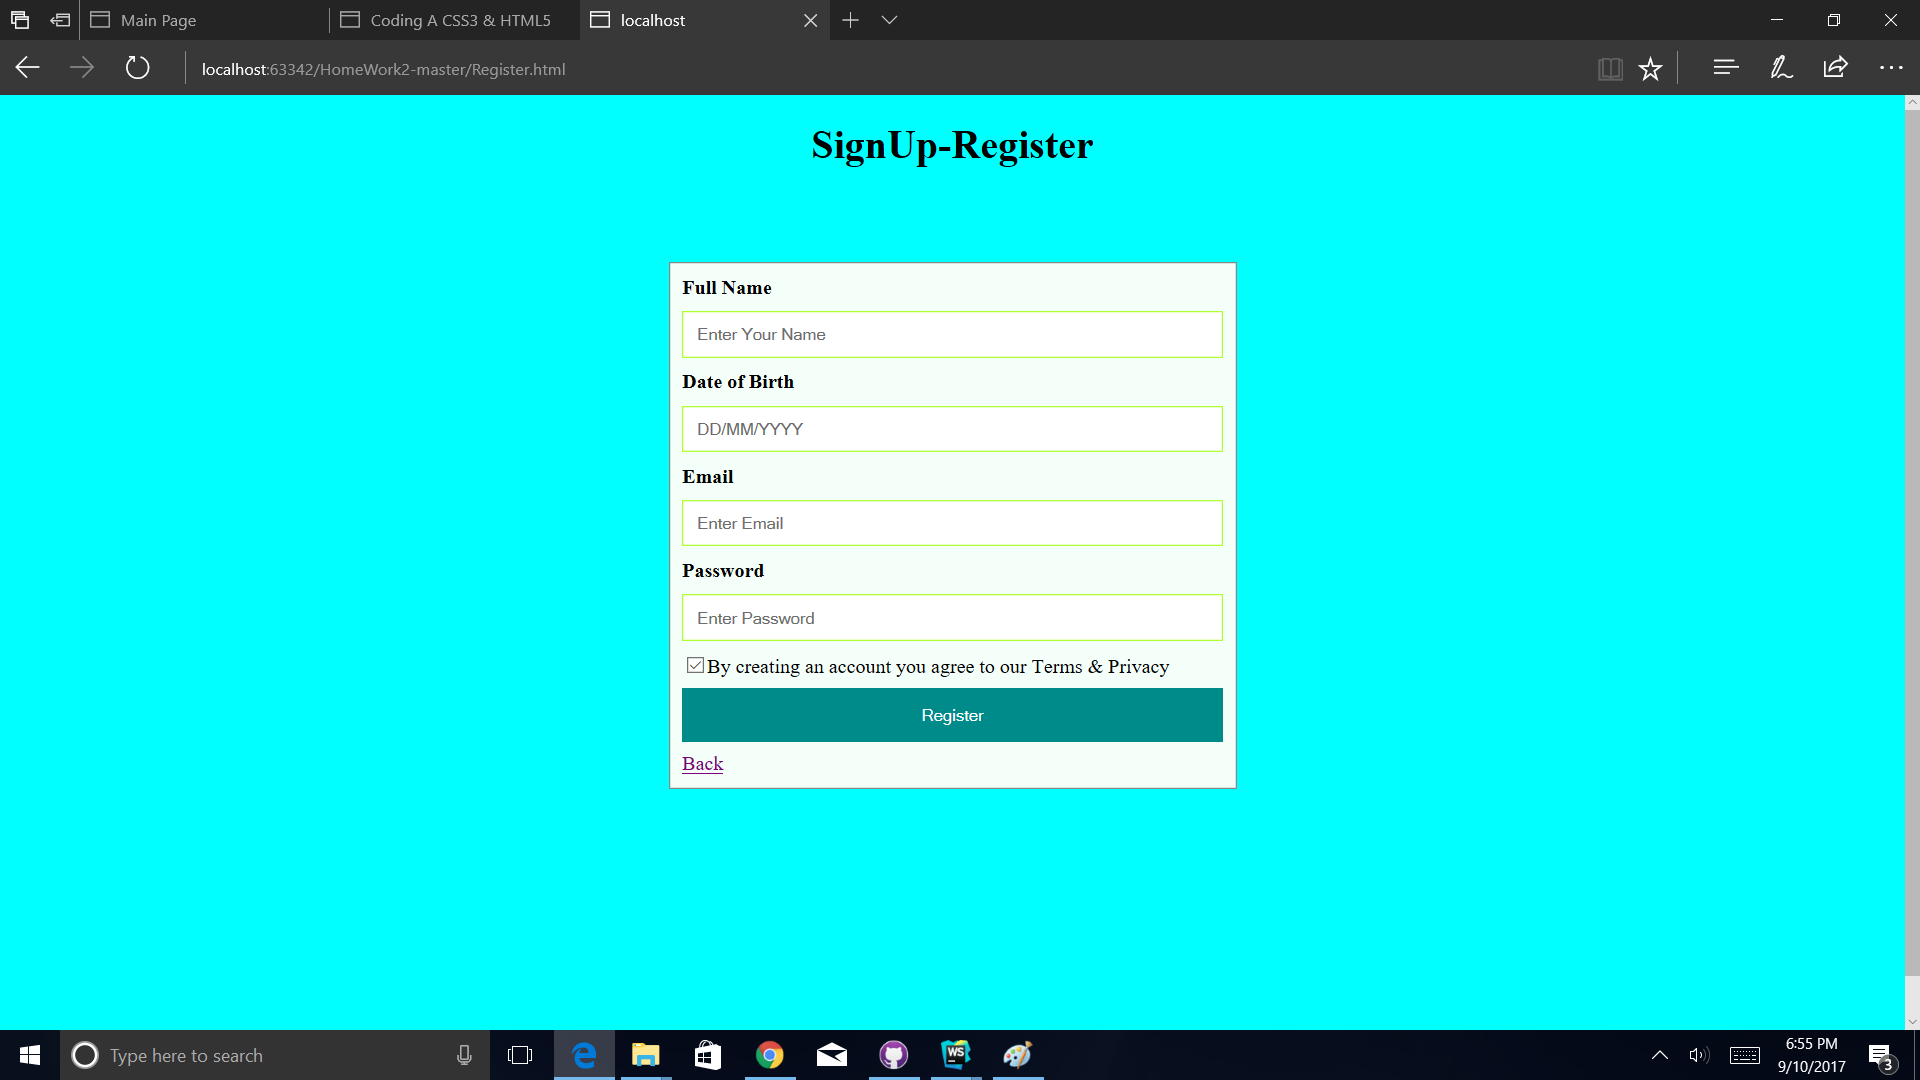 Main Page
Coding A CSS3 & HTML5
localhost
localhost:63342/HomeWork2-master/Register.html
SignUp-Register
Full Name
Enter Your Name
Date of Birth
DD/MM/YYYY
Email
Enter Email
Password
Enter Password
By creating an account you agree to our Terms & Privacy
Register
Back
Type here to search
WS
6:55 PM
9/10/2017
3